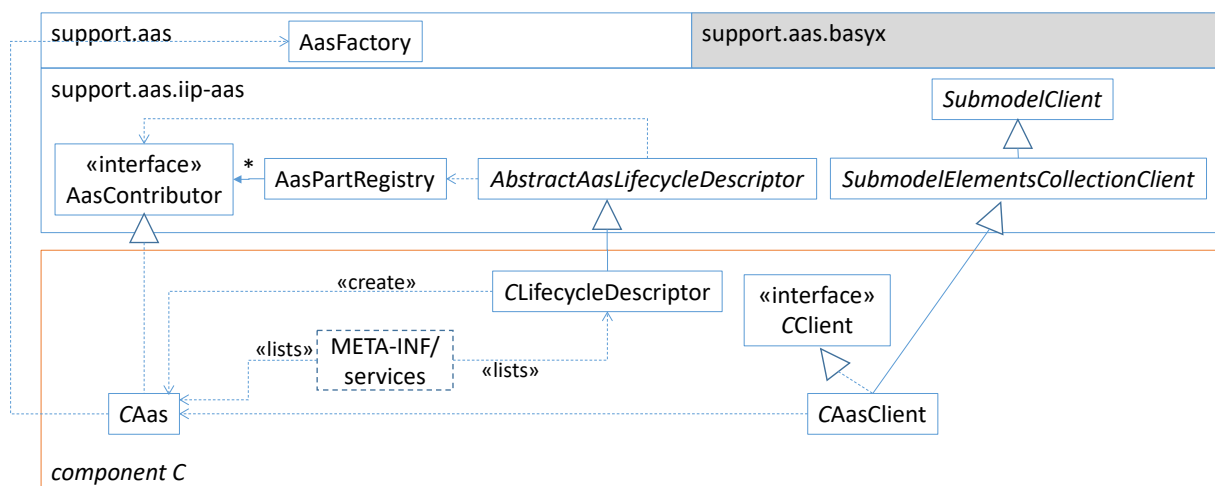 support.aas
AasFactory
support.aas.basyx
support.aas.iip-aas
SubmodelClient
«interface»
AasContributor
*
AasPartRegistry
AbstractAasLifecycleDescriptor
SubmodelElementsCollectionClient
«create»
CLifecycleDescriptor
«interface»
CClient
«lists»
META-INF/
services
«lists»
CAas
CAasClient
component C